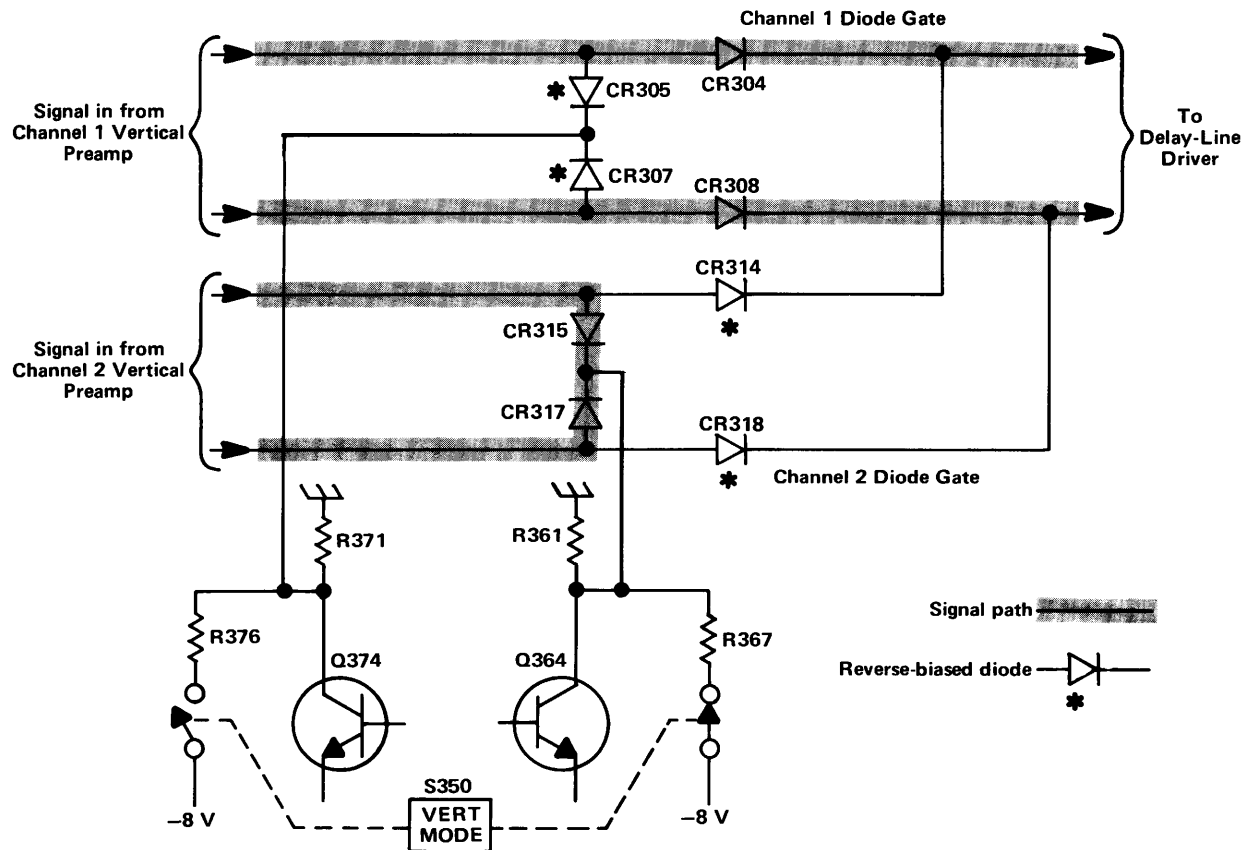 Channel 1 Diode Gate
CR304
CR305
*
Signal in from
Channel 1 Vertical
Preamp
To
Delay-Line
Driver
*
CR307
CR308
CR314
*
CR315
Signal in from
Channel 2 Vertical
Preamp
CR317
CR318
*
Channel 2 Diode Gate
R371
R361
R376
R367
Q374
Q364
Signal path
Reverse-biased diode
*
S350
VERT
MODE
–8 V
–8 V